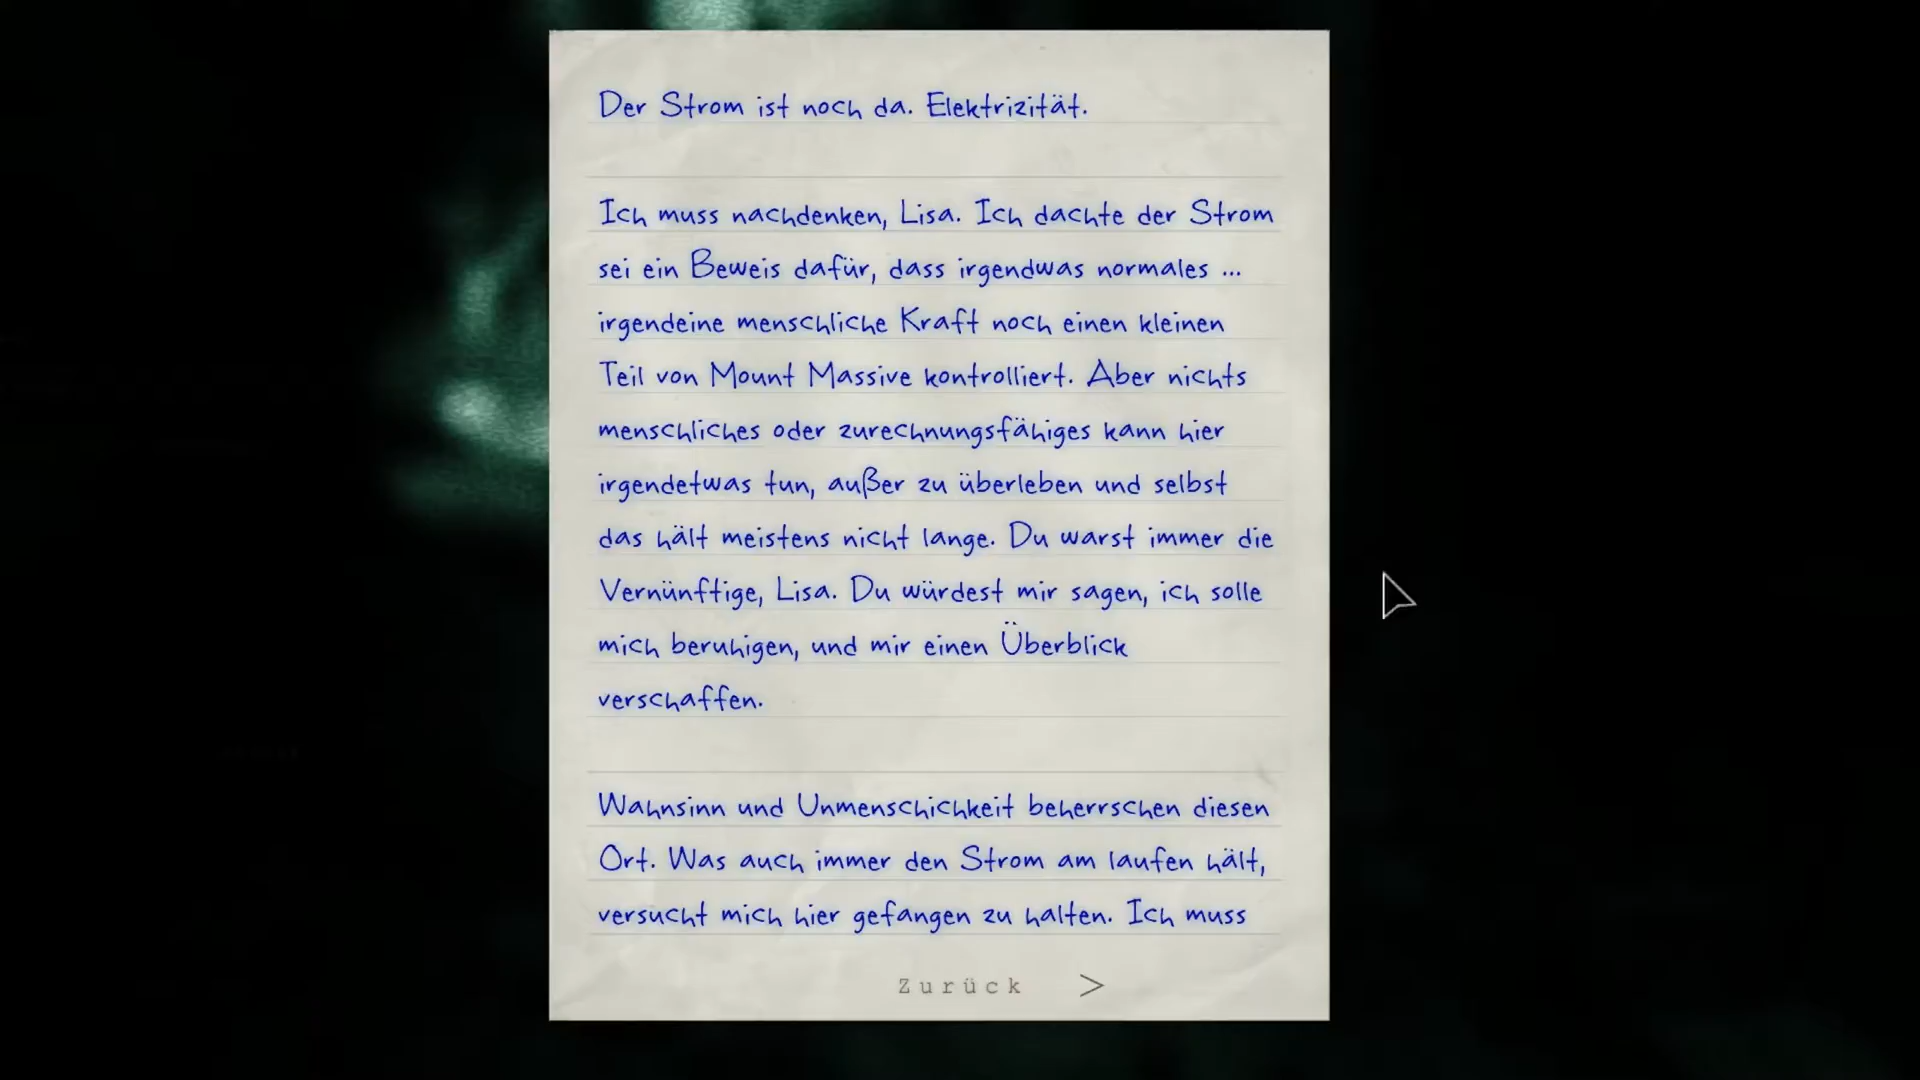 Der Strom ist noch da. Elektrizität.
Ich muss nachdenken, Lisa. Ich dachte der Strom
sei ein Beweis dafür, dass irgendwas normales ...
irgendeine menschliche Kraft noch einen kleinen
Teil von Mount Massive kontrolliert. Aber nichts
menschliches oder zurechnungsfähiges kann hier
irgendetwas tun, außer zu überleben und selbst
das hält meistens nicht lange. Du warst immer die
Vernünftige, Lisa. Du würdest mir sagen, ich solle
mich beruhigen, und mir einen Überblick
verschaffen.
Wahnsinn und Unmenschichkeit beherrschen diesen
Ort. Was auch immer den Strom am laufen hält,
versucht mich hier gefangen zu halten. Ich muss
Zurück >